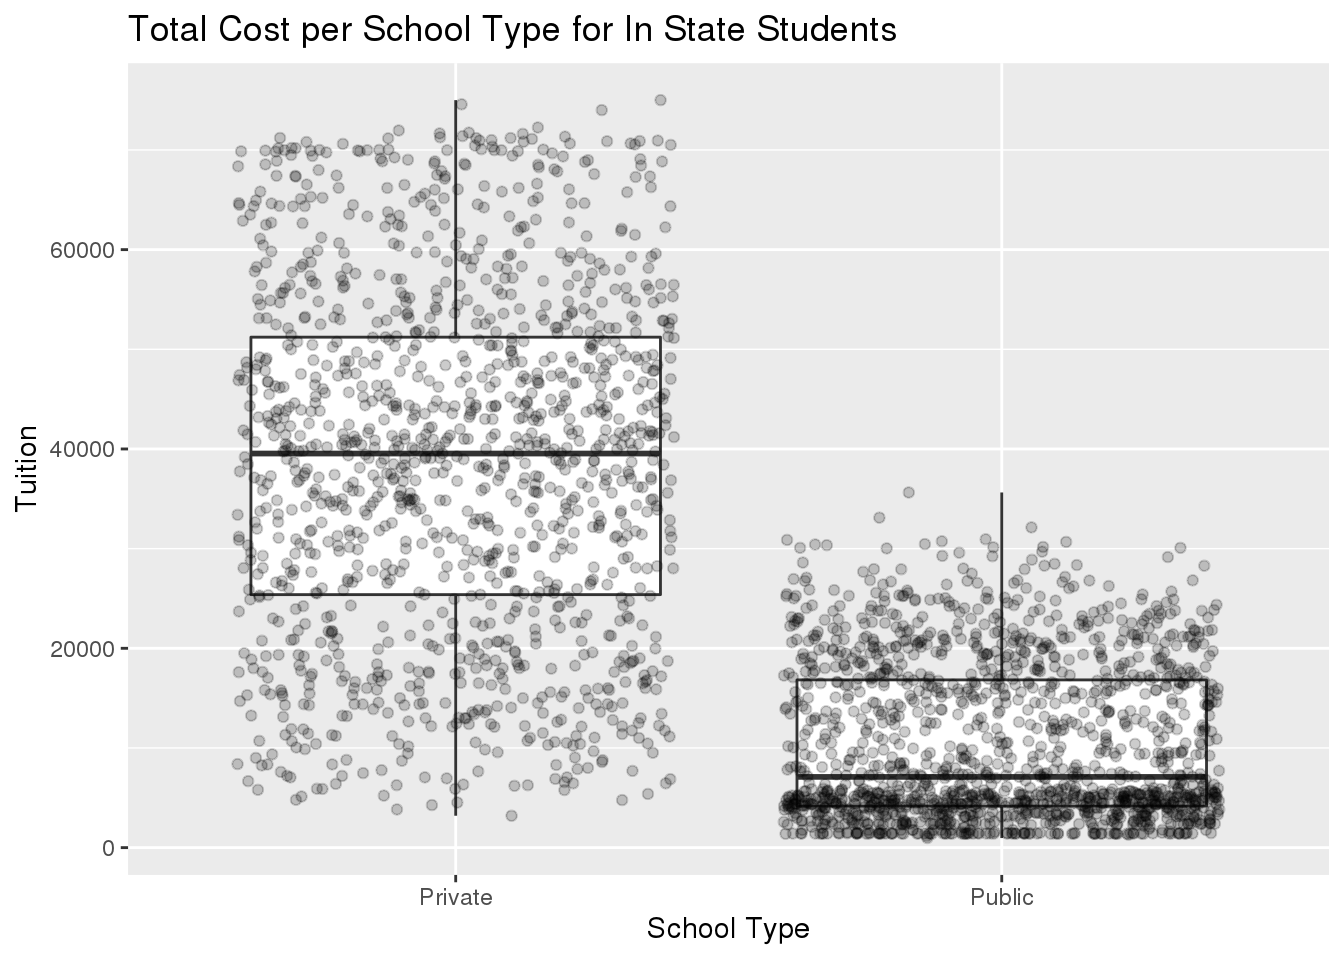 Total Cost per School Type for In State Students
Tuition
60000
40000
20000
0
Private
Public
School Type